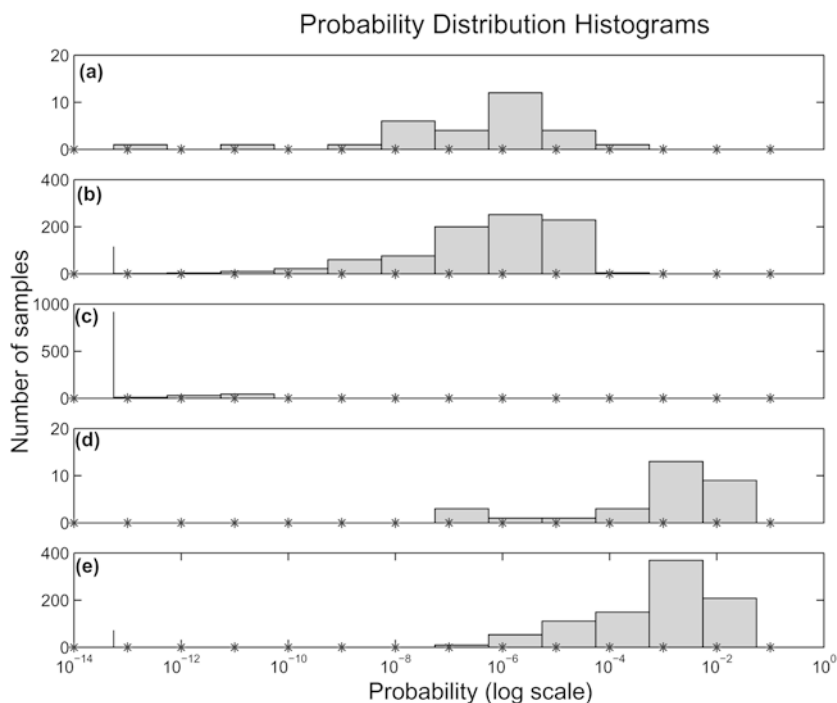 Probability Distribution Histograms
Number of samples
(a)
20
10
0
(b)
400
200
0
(c)
1000
500
0
(d)
20
10
0
(e)
400
200
0
10⁻¹⁴ 10⁻¹² 10⁻¹⁰ 10⁻⁸ 10⁻⁶ 10⁻⁴ 10⁻² 10⁰
Probability (log scale)